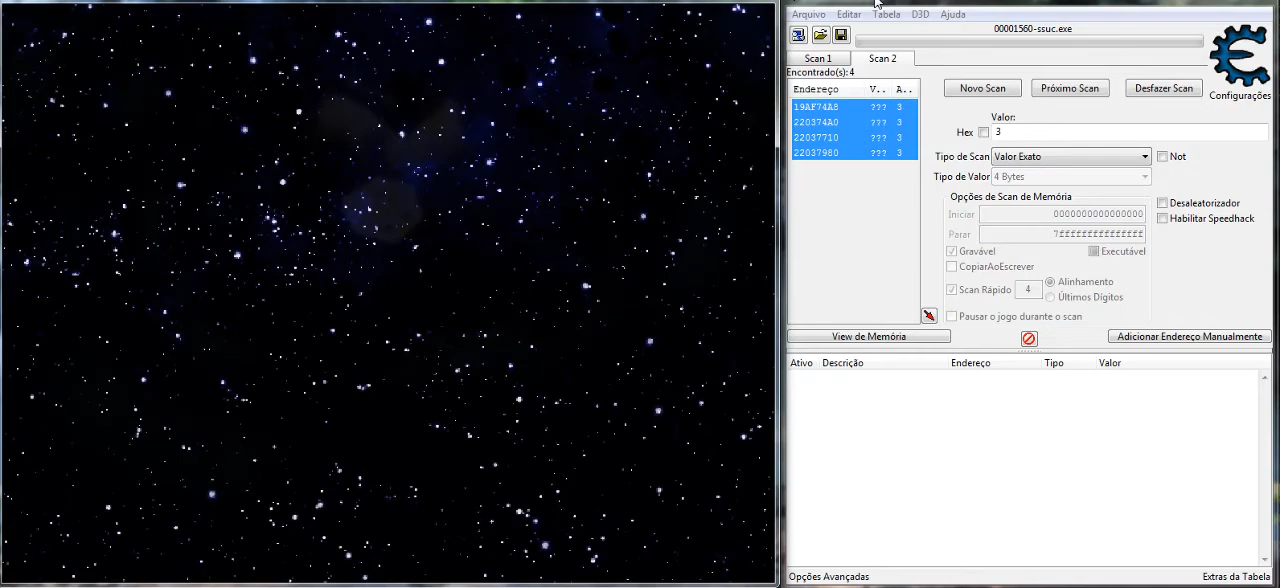 Arquivo Editar Tabela D3D Ajuda
00001560-ssuc.exe
Scan 1 Scan 2
Encontrado(s):4
Endereço V.. A..
19AF74A8 ??? 3
220374A0 ??? 3
22037710 ??? 3
22037980 ??? 3
Novo Scan Próximo Scan Desfazer Scan
Configurações
Valor:
Hex 3
Tipo de Scan Valor Exato Not
Tipo de Valor 4 Bytes
Opções de Scan de Memória
Iniciar 0000000000000000
Parar 7fffffffffffffff
Gravável Executável
CopiarAoEscrever
Scan Rápido 4 Alinhamento
Últimos Dígitos
Pausar o jogo durante o scan
Desaleatorizador
Habilitar Speedhack
View de Memória Adicionar Endereço Manualmente
Ativo Descrição Endereço Tipo Valor
Opções Avançadas Extras da Tabela